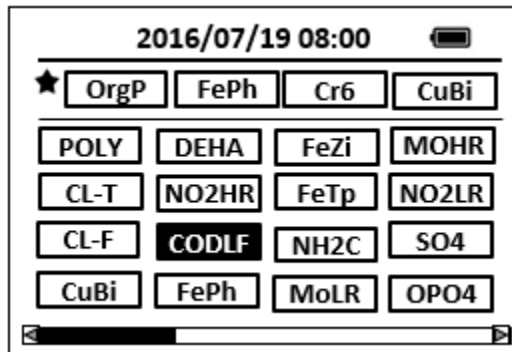 2016/07/19 08:00
OrgP FePh Cr6 CuBi
POLY DEHA FeZi MOHR
CL-T NO2HR FeTp NO2LR
CL-F CODLF NH2C SO4
CuBi FePh MoLR OPO4